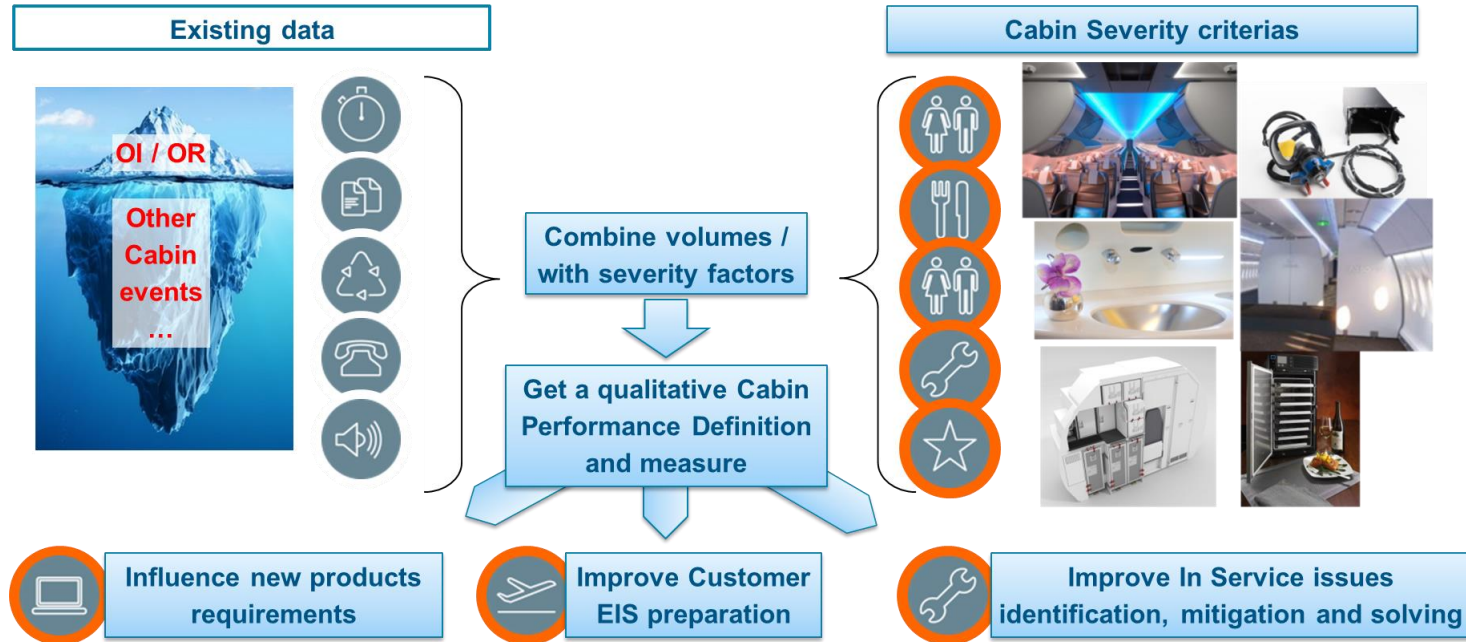 Existing data
Cabin Severity criterias
OI / OR
Other
Cabin
events
...
Combine volumes /
with severity factors
Get a qualitative Cabin
Performance Definition
and measure
Influence new products
requirements
Improve Customer
EIS preparation
Improve In Service issues
identification, mitigation and solving